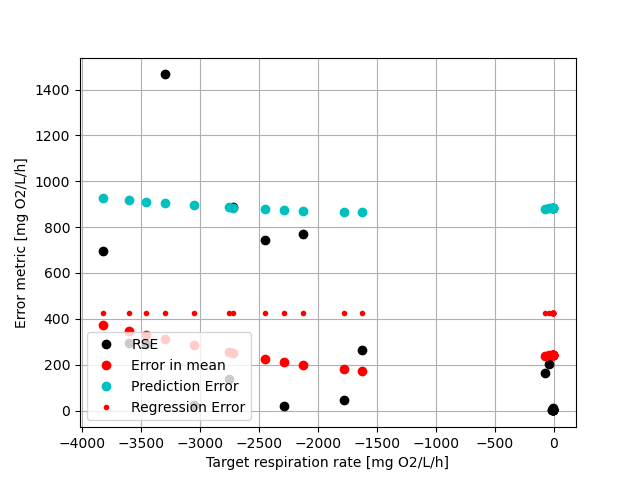 1400
1200
1000
800
600
400
200
0
Error metric [mg O2/L/h]
RSE
Error in mean
Prediction Error
Regression Error
−4000 −3500 −3000 −2500 −2000 −1500 −1000 −500 0
Target respiration rate [mg O2/L/h]